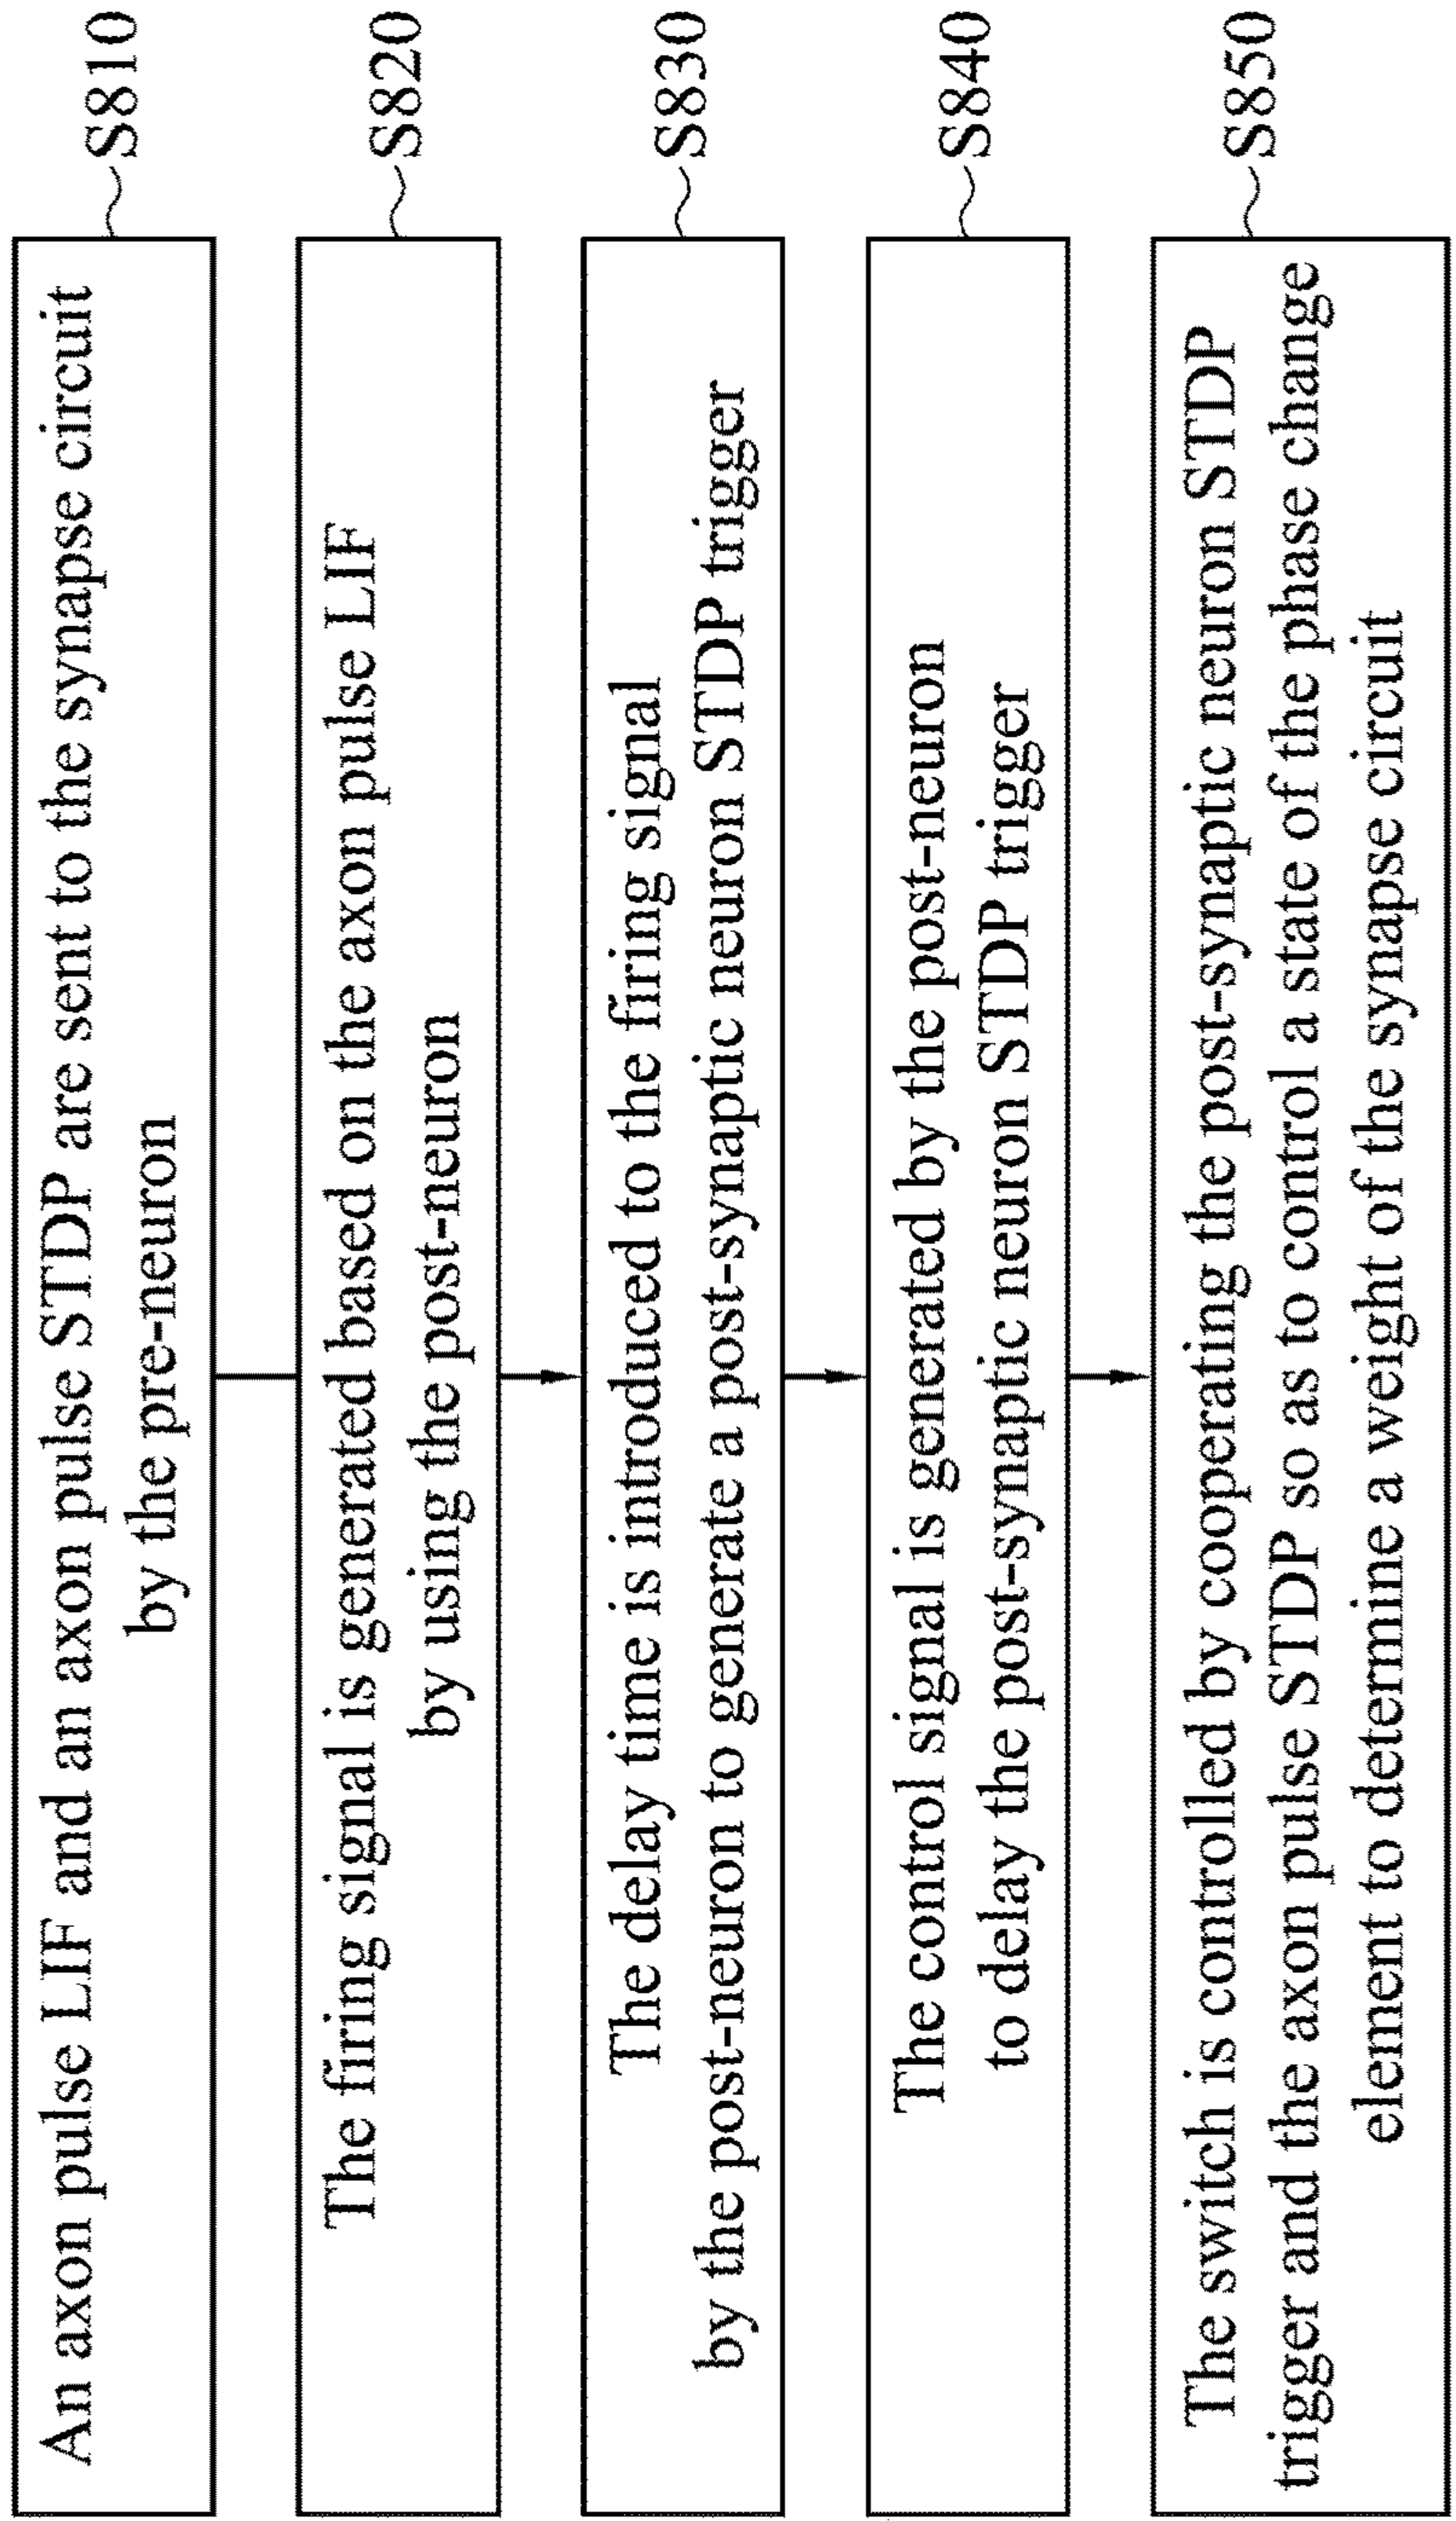 An axon pulse LIF and an axon pulse STDP are sent to the synapse circuit
by the pre-neuron
S810
The firing signal is generated based on the axon pulse LIF
by using the post-neuron
S820
The delay time is introduced to the firing signal
by the post-neuron to generate a post-synaptic neuron STDP trigger
S830
The control signal is generated by the post-neuron
to delay the post-synaptic neuron STDP trigger
S840
The switch is controlled by cooperating the post-synaptic neuron STDP
trigger and the axon pulse STDP so as to control a state of the phase change
element to determine a weight of the synapse circuit
S850